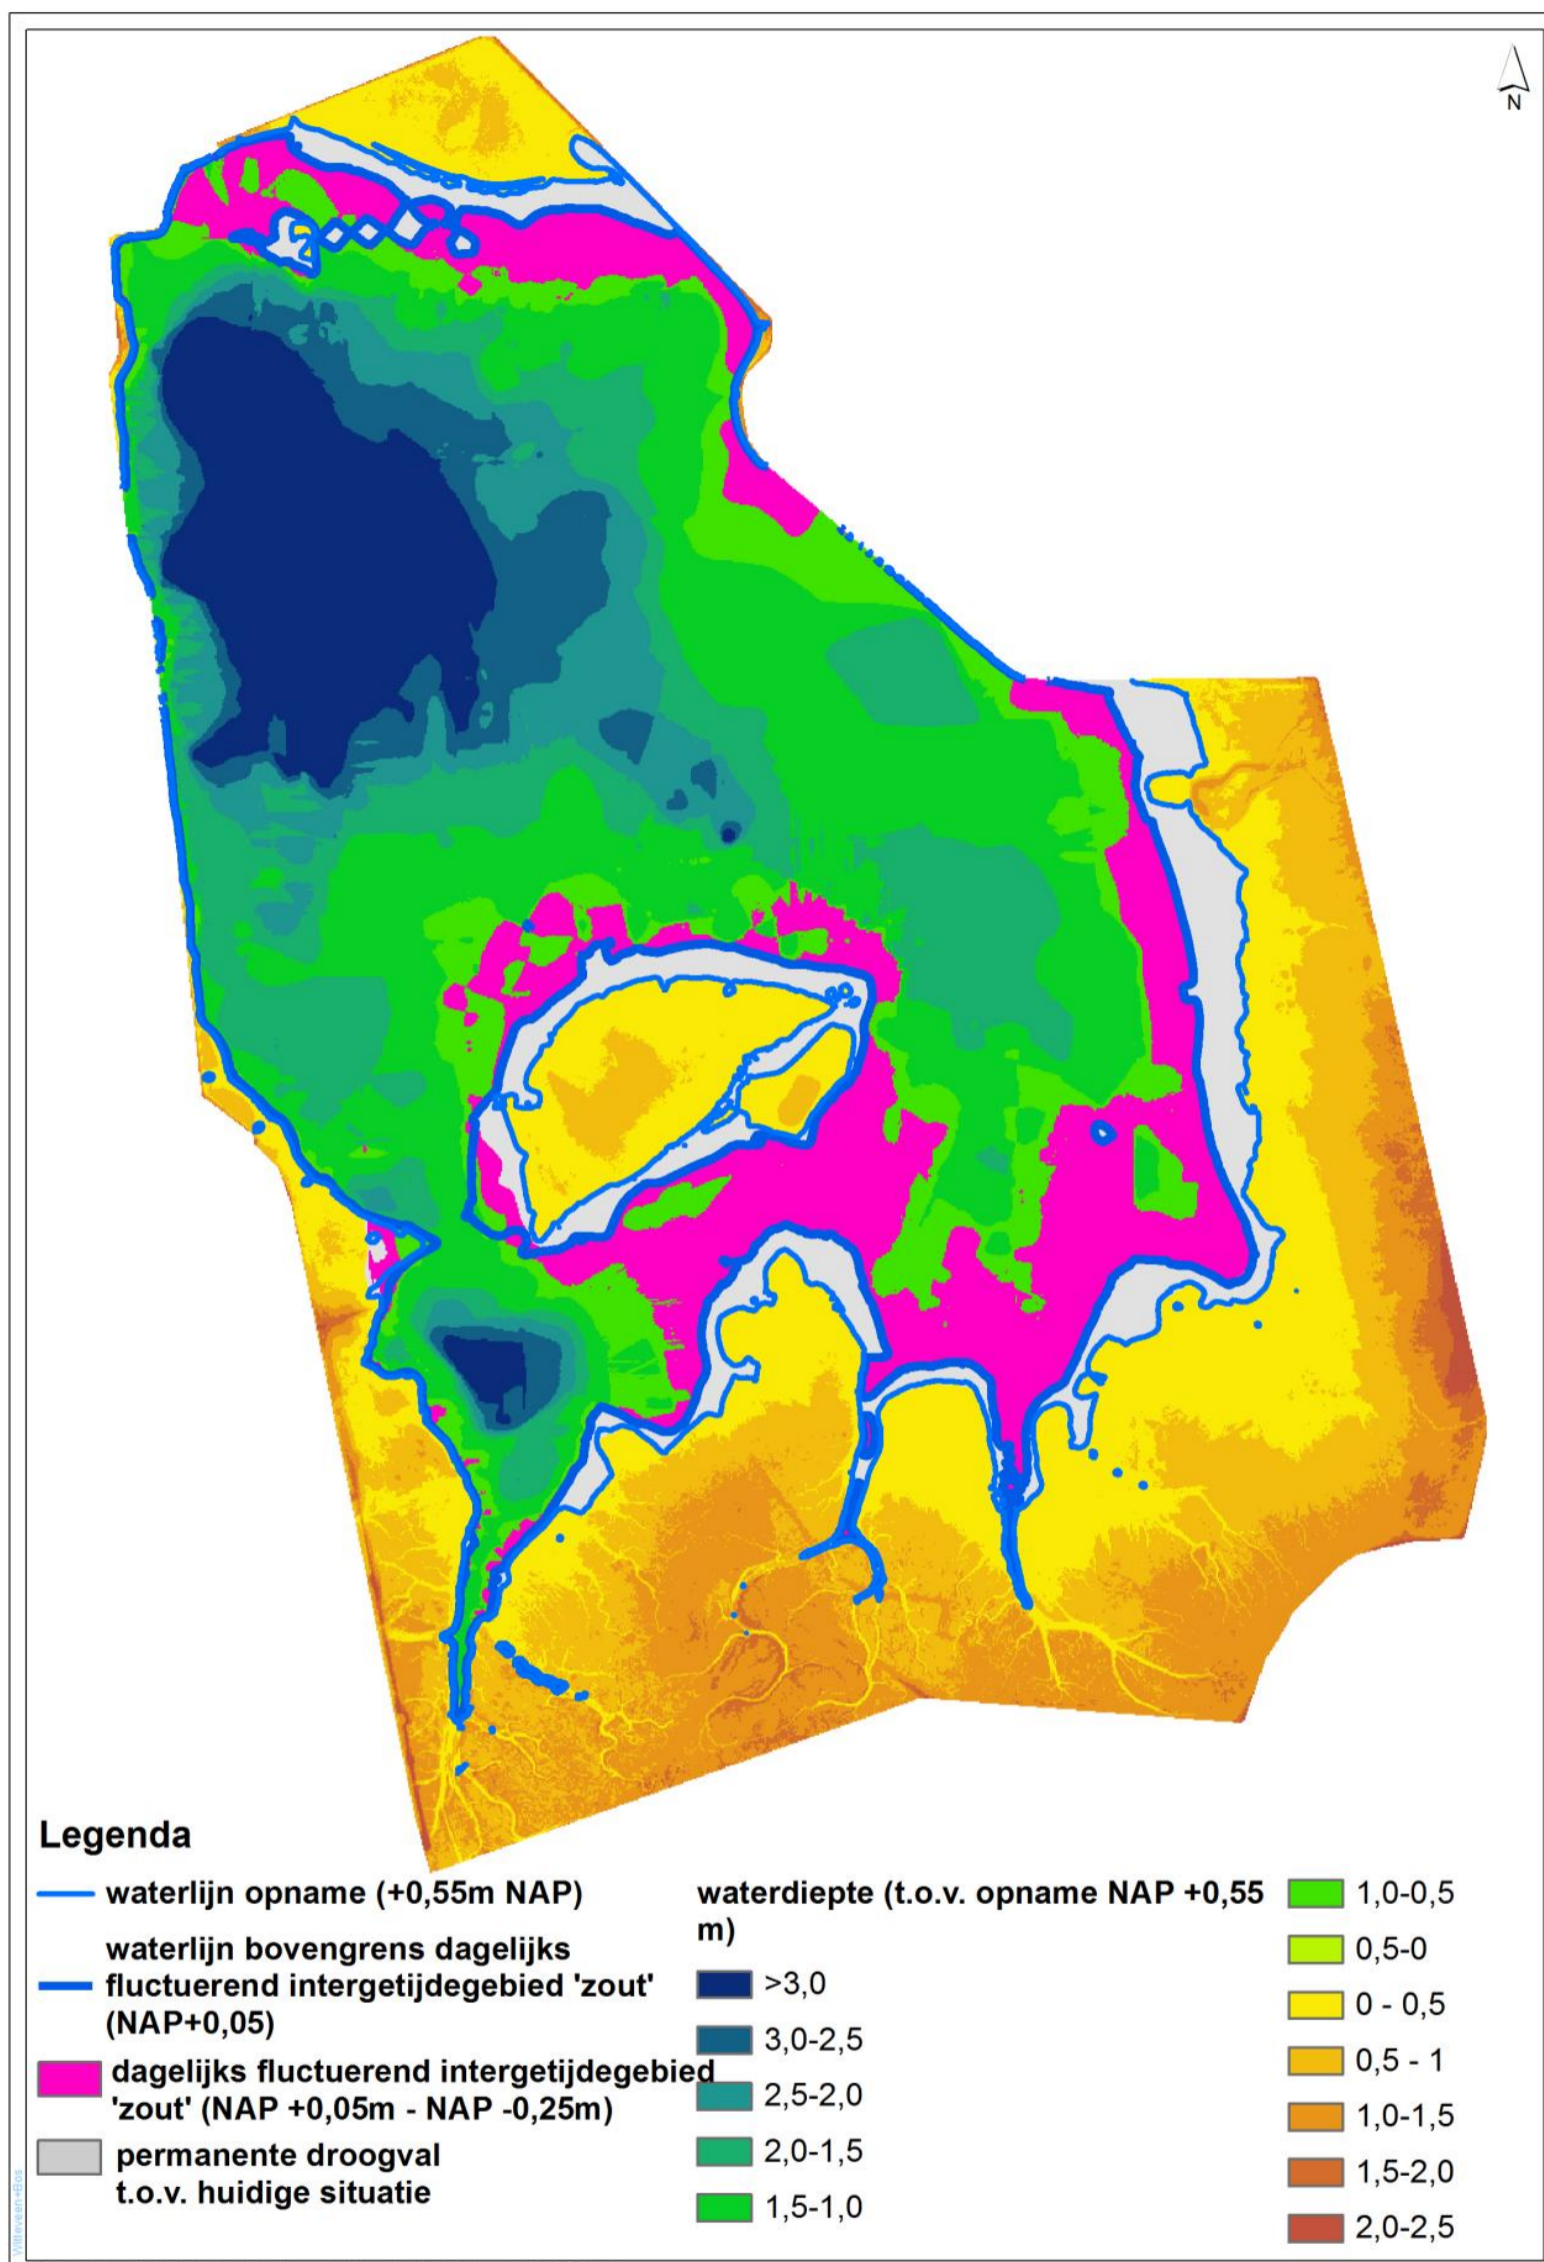 N
Legenda
waterlijn opname (+0,55m NAP)
waterlijn bovengrens dagelijks
fluctuerend intergetijdegebied 'zout'
(NAP+0,05)
dagelijks fluctuerend intergetijdegebied
'zout' (NAP +0,05m - NAP -0,25m)
permanente droogval
t.o.v. huidige situatie
waterdiepte (t.o.v. opname NAP +0,55
m)
>3,0
3,0-2,5
2,5-2,0
2,0-1,5
1,5-1,0
1,0-0,5
0,5-0
0 - 0,5
0,5 - 1
1,0-1,5
1,5-2,0
2,0-2,5
Witteveen+Bos